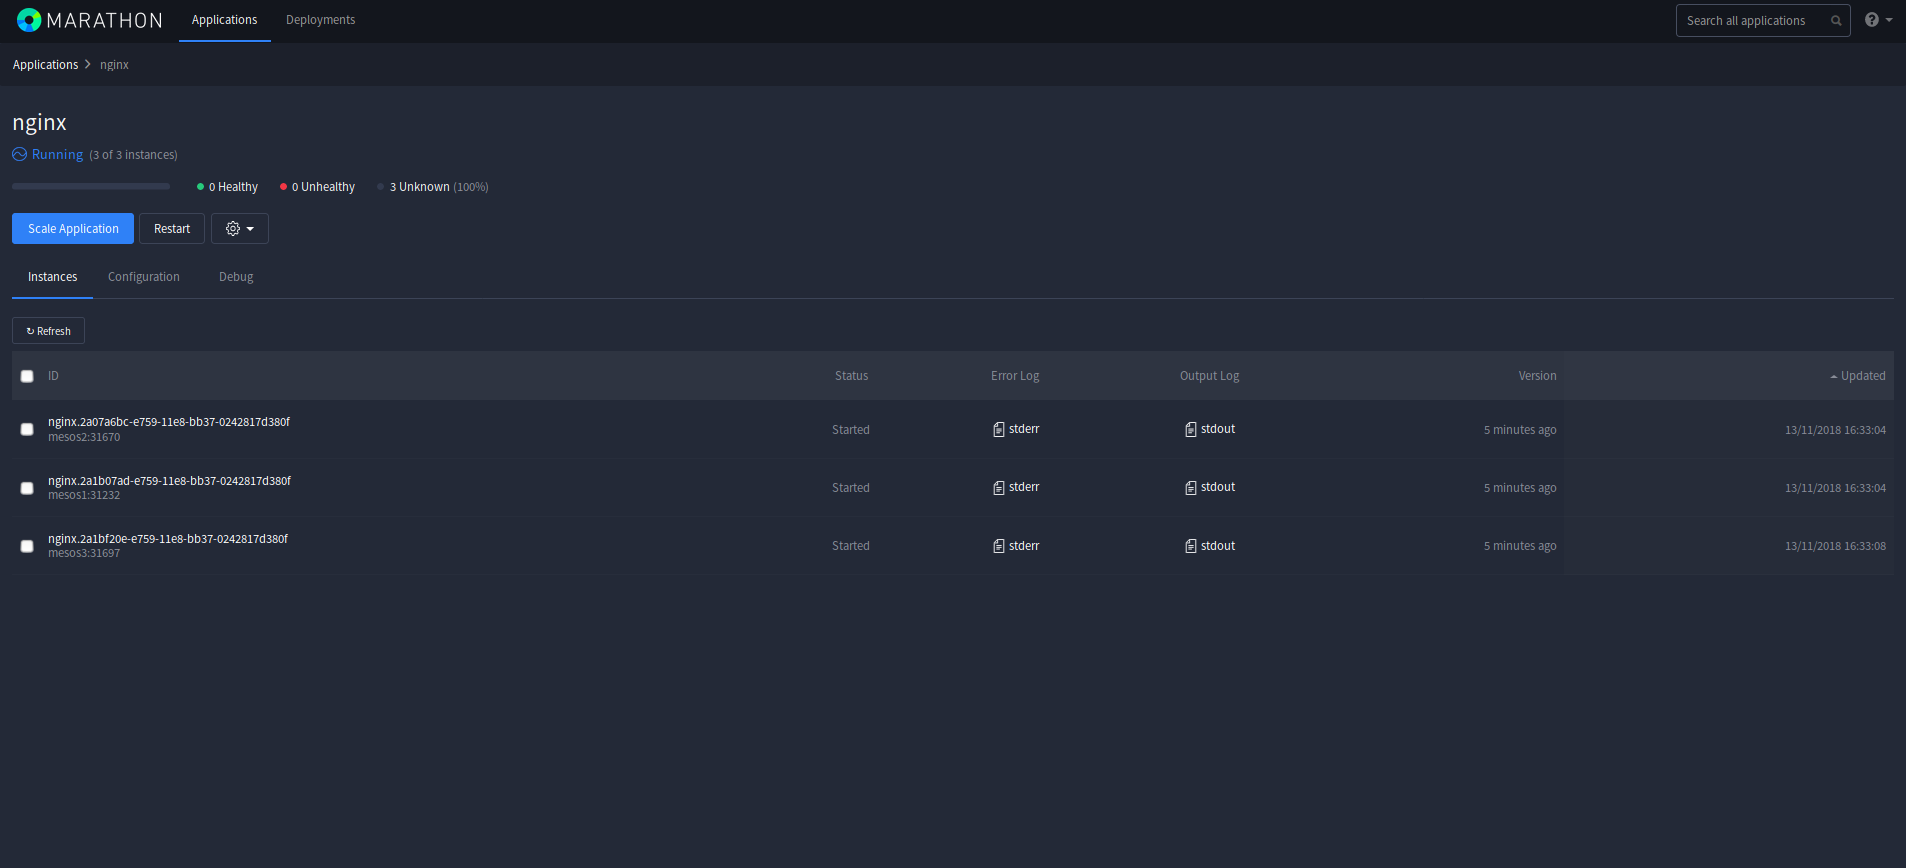 MARATHON Applications Deployments Search all applications
Applications nginx
nginx
Running (3 of 3 instances)
0 Healthy 0 Unhealthy 3 Unknown (100%)
Scale Application Restart
Instances Configuration Debug
↻ Refresh
ID Status Error Log Output Log Version Updated
nginx.2a07a6bc-e759-11e8-bb37-0242817d380f
mesos2:31670 Started stderr stdout 5 minutes ago 13/11/2018 16:33:04
nginx.2a1b07ad-e759-11e8-bb37-0242817d380f
mesos1:31232 Started stderr stdout 5 minutes ago 13/11/2018 16:33:04
nginx.2a1bf20e-e759-11e8-bb37-0242817d380f
mesos3:31697 Started stderr stdout 5 minutes ago 13/11/2018 16:33:08